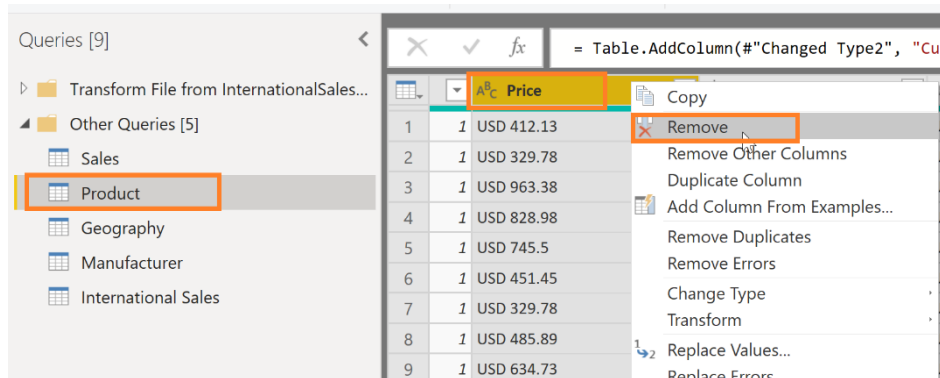 Queries [9]
fx
= Table.AddColumn(#"Changed Type2", "Cu
Transform File from InternationalSales...
Other Queries [5]
Sales
Product
Geography
Manufacturer
International Sales
ABC Price
1 1 USD 412.13
2 1 USD 329.78
3 1 USD 963.38
4 1 USD 828.98
5 1 USD 745.5
6 1 USD 451.45
7 1 USD 329.78
8 1 USD 485.89
9 1 USD 634.73
Copy
Remove
Remove Other Columns
Duplicate Column
Add Column From Examples...
Remove Duplicates
Remove Errors
Change Type
Transform
Replace Values...
Replace Errors